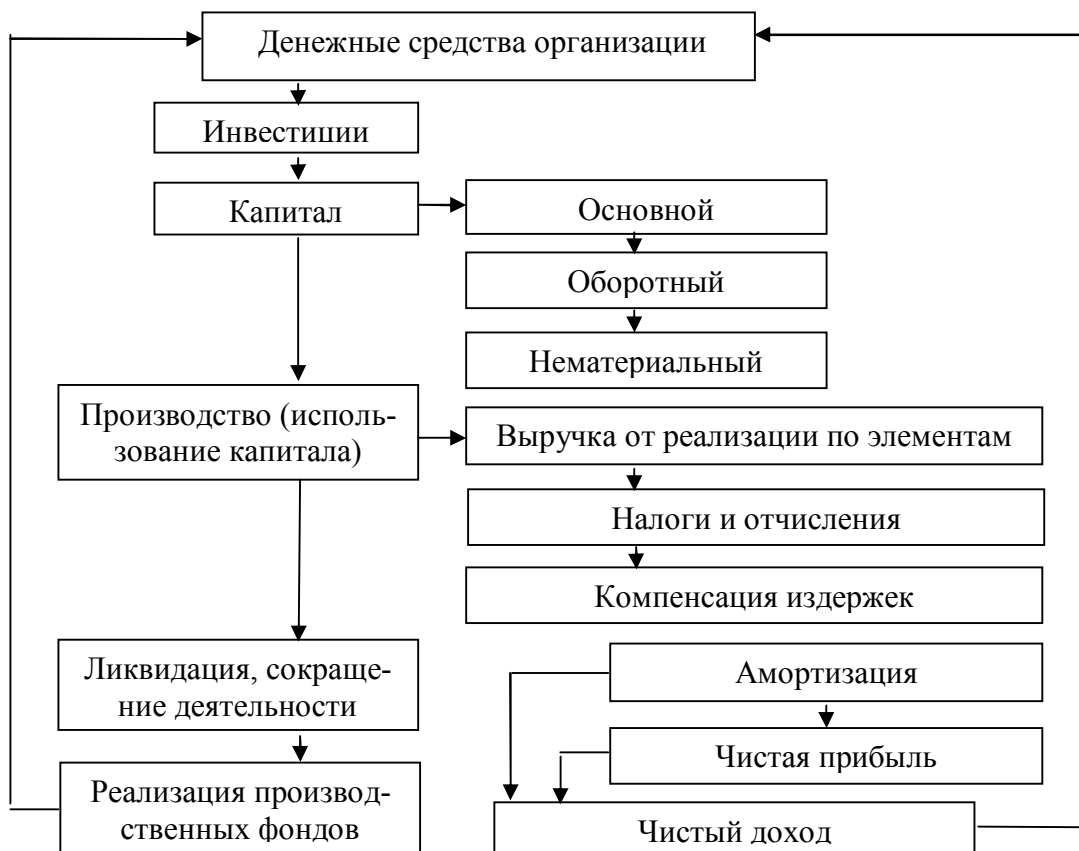 Денежные средства организации
Инвестиции
Капитал
Основной
Оборотный
Нематериальный
Производство (исполь-
зование капитала)
Выручка от реализации по элементам
Налоги и отчисления
Компенсация издержек
Ликвидация, сокраще-
ние деятельности
Амортизация
Чистая прибыль
Реализация производ-
ственных фондов
Чистый доход